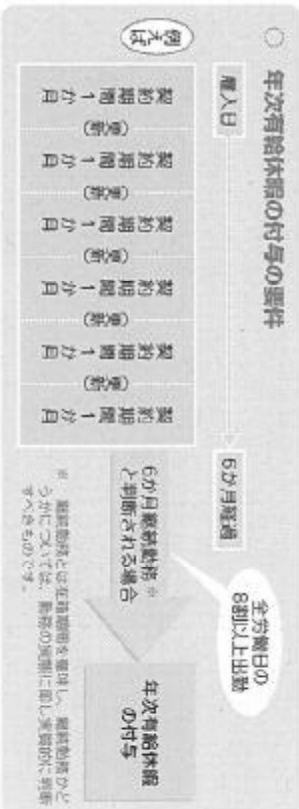 ○ 年次有給休暇の付与の要件
雇入日
6か月経過
例えば
契約期間1か月
(更新)
契約期間1か月
(更新)
契約期間1か月
(更新)
契約期間1か月
(更新)
契約期間1か月
(更新)
契約期間1か月
全労働日の
8割以上出勤
6か月継続勤務※
と判断される場合
年次有給休暇
の付与
※ 継続勤務とは在籍期間を意味し、継続勤務かど
うかについては、勤務の実態に即し実質的に判断
すべきものです。